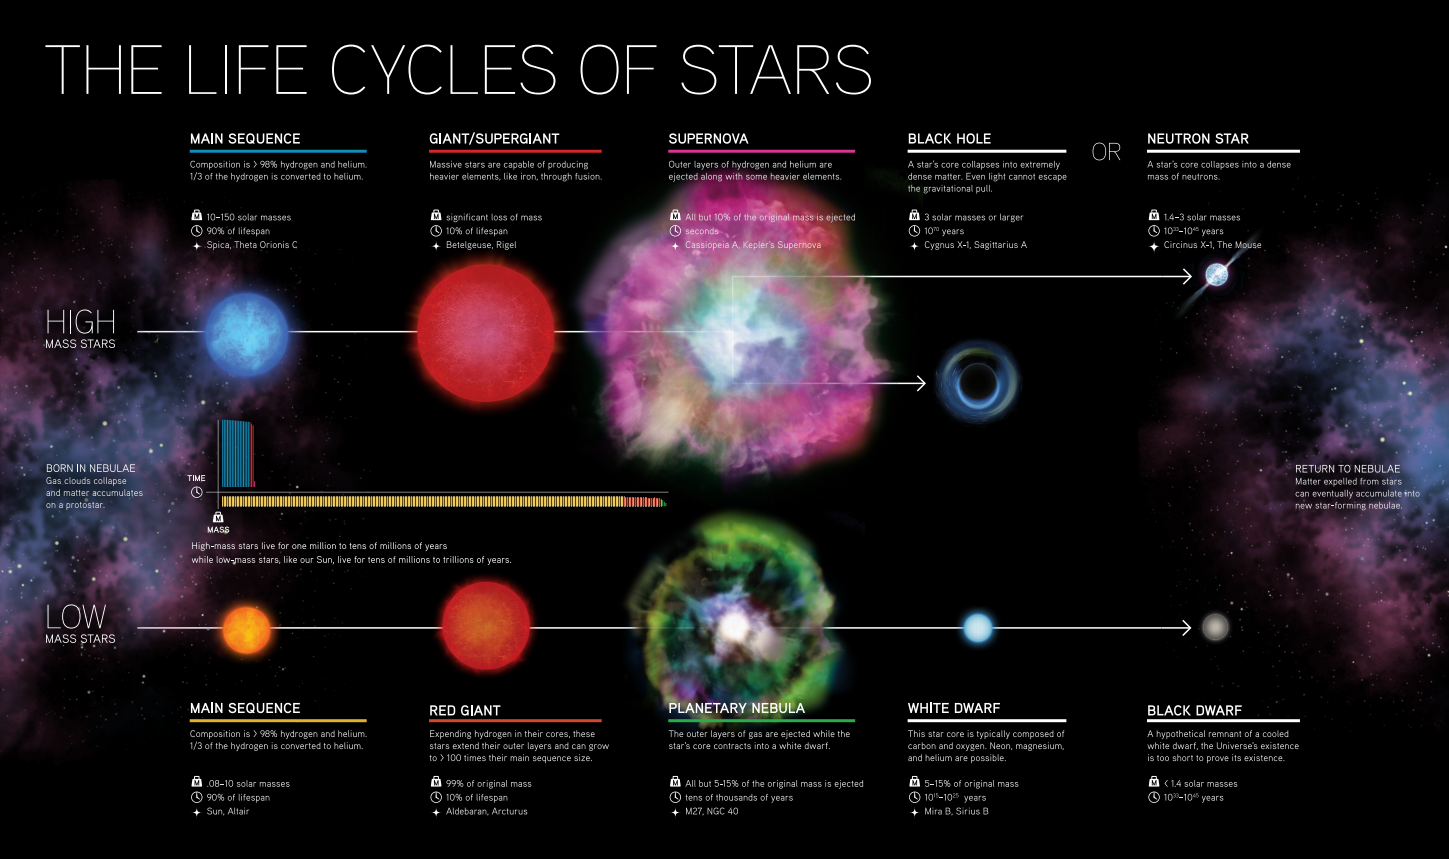 THE LIFE CYCLES OF STARS
MAIN SEQUENCE
Composition is > 98% hydrogen and helium.
1/3 of the hydrogen is converted to helium.
M 10–150 solar masses
90% of lifespan
Spica, Theta Orionis C
GIANT/SUPERGIANT
Massive stars are capable of producing
heavier elements, like iron, through fusion.
M significant loss of mass
10% of lifespan
Betelgeuse, Rigel
SUPERNOVA
Outer layers of hydrogen and helium are
ejected along with some heavier elements.
M All but 10% of the original mass is ejected
seconds
Cassiopeia A, Kepler's Supernova
BLACK HOLE
A star's core collapses into extremely
dense matter. Even light cannot escape
the gravitational pull.
M 3 solar masses or larger
10⁷⁰ years
Cygnus X-1, Sagittarius A
OR
NEUTRON STAR
A star's core collapses into a dense
mass of neutrons.
M 1.4–3 solar masses
years
Circinus X-1, The Mouse
HIGH
MASS STARS
BORN IN NEBULAE
Gas clouds collapse
and matter accumulates
on a protostar.
TIME
M
MASS
High-mass stars live for one million to tens of millions of years
while low-mass stars, like our Sun, live for tens of millions to trillions of years.
RETURN TO NEBULAE
Matter expelled from stars
can eventually accumulate into
new star-forming nebulae.
LOW
MASS STARS
MAIN SEQUENCE
Composition is > 98% hydrogen and helium.
1/3 of the hydrogen is converted to helium.
M .08–10 solar masses
90% of lifespan
Sun, Altair
RED GIANT
Expending hydrogen in their cores, these
stars extend their outer layers and can grow
to > 100 times their main sequence size.
M 99% of original mass
10% of lifespan
Aldebaran, Arcturus
PLANETARY NEBULA
The outer layers of gas are ejected while the
star's core contracts into a white dwarf.
M All but 5-15% of the original mass is ejected
tens of thousands of years
M27, NGC 40
WHITE DWARF
This star core is typically composed of
carbon and oxygen. Neon, magnesium,
and helium are possible.
M 5–15% of original mass
10¹⁵–10²⁵ years
Mira B, Sirius B
BLACK DWARF
A hypothetical remnant of a cooled
white dwarf, the Universe's existence
is too short to prove its existence.
M < 1.4 solar masses
years